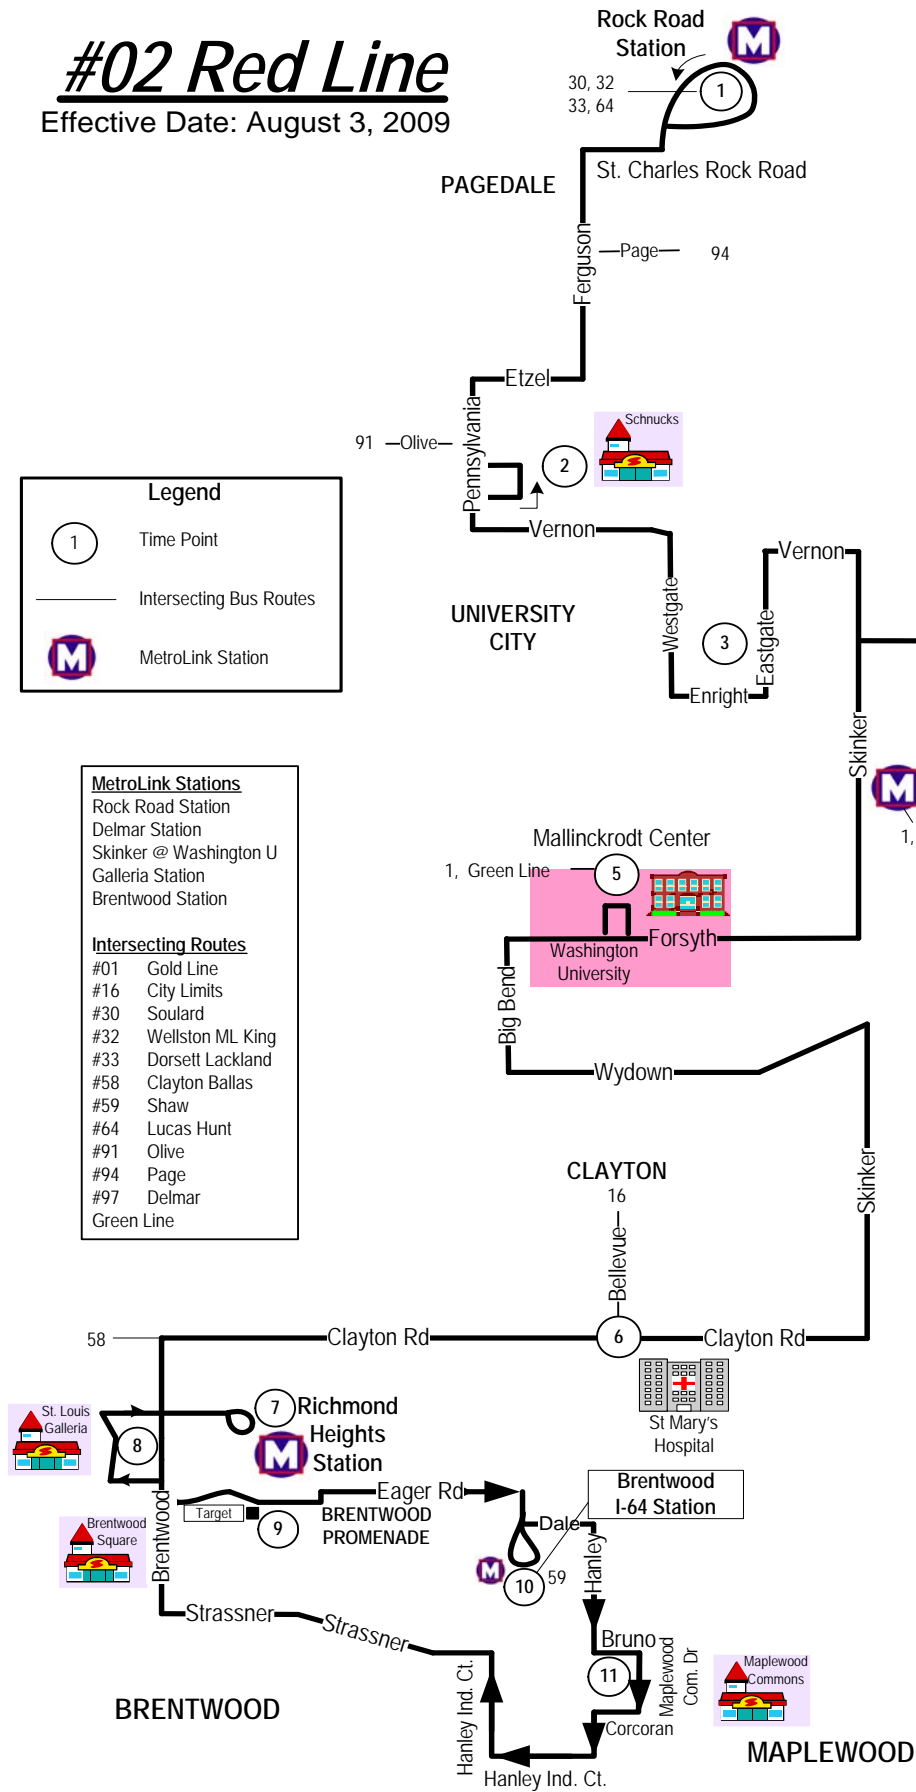 #02 Red Line
Effective Date: August 3, 2009
Rock Road
Station
M
30, 32
33, 64
1
St. Charles Rock Road
PAGEDALE
Ferguson
Page
94
Etzel
Pennsylvania
91
Olive
2
Schnucks
S
Vernon
Legend
1
Time Point
Intersecting Bus Routes
M
MetroLink Station
UNIVERSITY
CITY
Westgate
3
Eastgate
Vernon
Enright
Skinker
M
1,
MetroLink Stations
Rock Road Station
Delmar Station
Skinker @ Washington U
Galleria Station
Brentwood Station
Intersecting Routes
#01 Gold Line
#16 City Limits
#30 Soulard
#32 Wellston ML King
#33 Dorsett Lackland
#58 Clayton Ballas
#59 Shaw
#64 Lucas Hunt
#91 Olive
#94 Page
#97 Delmar
Green Line
Mallinckrodt Center
1, Green Line
5
Forsyth
Washington
University
Big Bend
Wydown
Skinker
CLAYTON
16
Bellevue
58
Clayton Rd
6
Clayton Rd
St Mary's
Hospital
St. Louis
Galleria
S
8
7
Richmond
Heights
Station
M
Brentwood
Eager Rd
Target
9
BRENTWOOD
PROMENADE
Brentwood
I-64 Station
Brentwood
Square
S
Dale
M
10
59
Hanley
Strassner
Strassner
Bruno
11
Maplewood
Com. Dr
Corcoran
Maplewood
Commons
S
Hanley Ind. Ct.
Hanley Ind. Ct.
BRENTWOOD
MAPLEWOOD